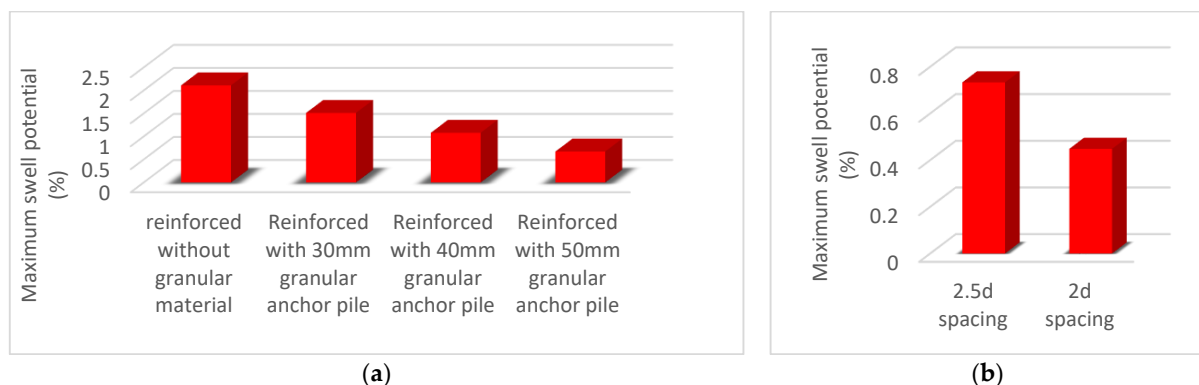 Maximum swell potential
(%)
2.5
2
1.5
1
0.5
0
reinforced
without
granular
material
Reinforced
with 30mm
granular
anchor pile
Reinforced
with 40mm
granular
anchor pile
Reinforced
with 50mm
granular
anchor pile
(a)
Maximum swell potential
(%)
0.8
0.6
0.4
0.2
0
2.5d
spacing
2d
spacing
(b)